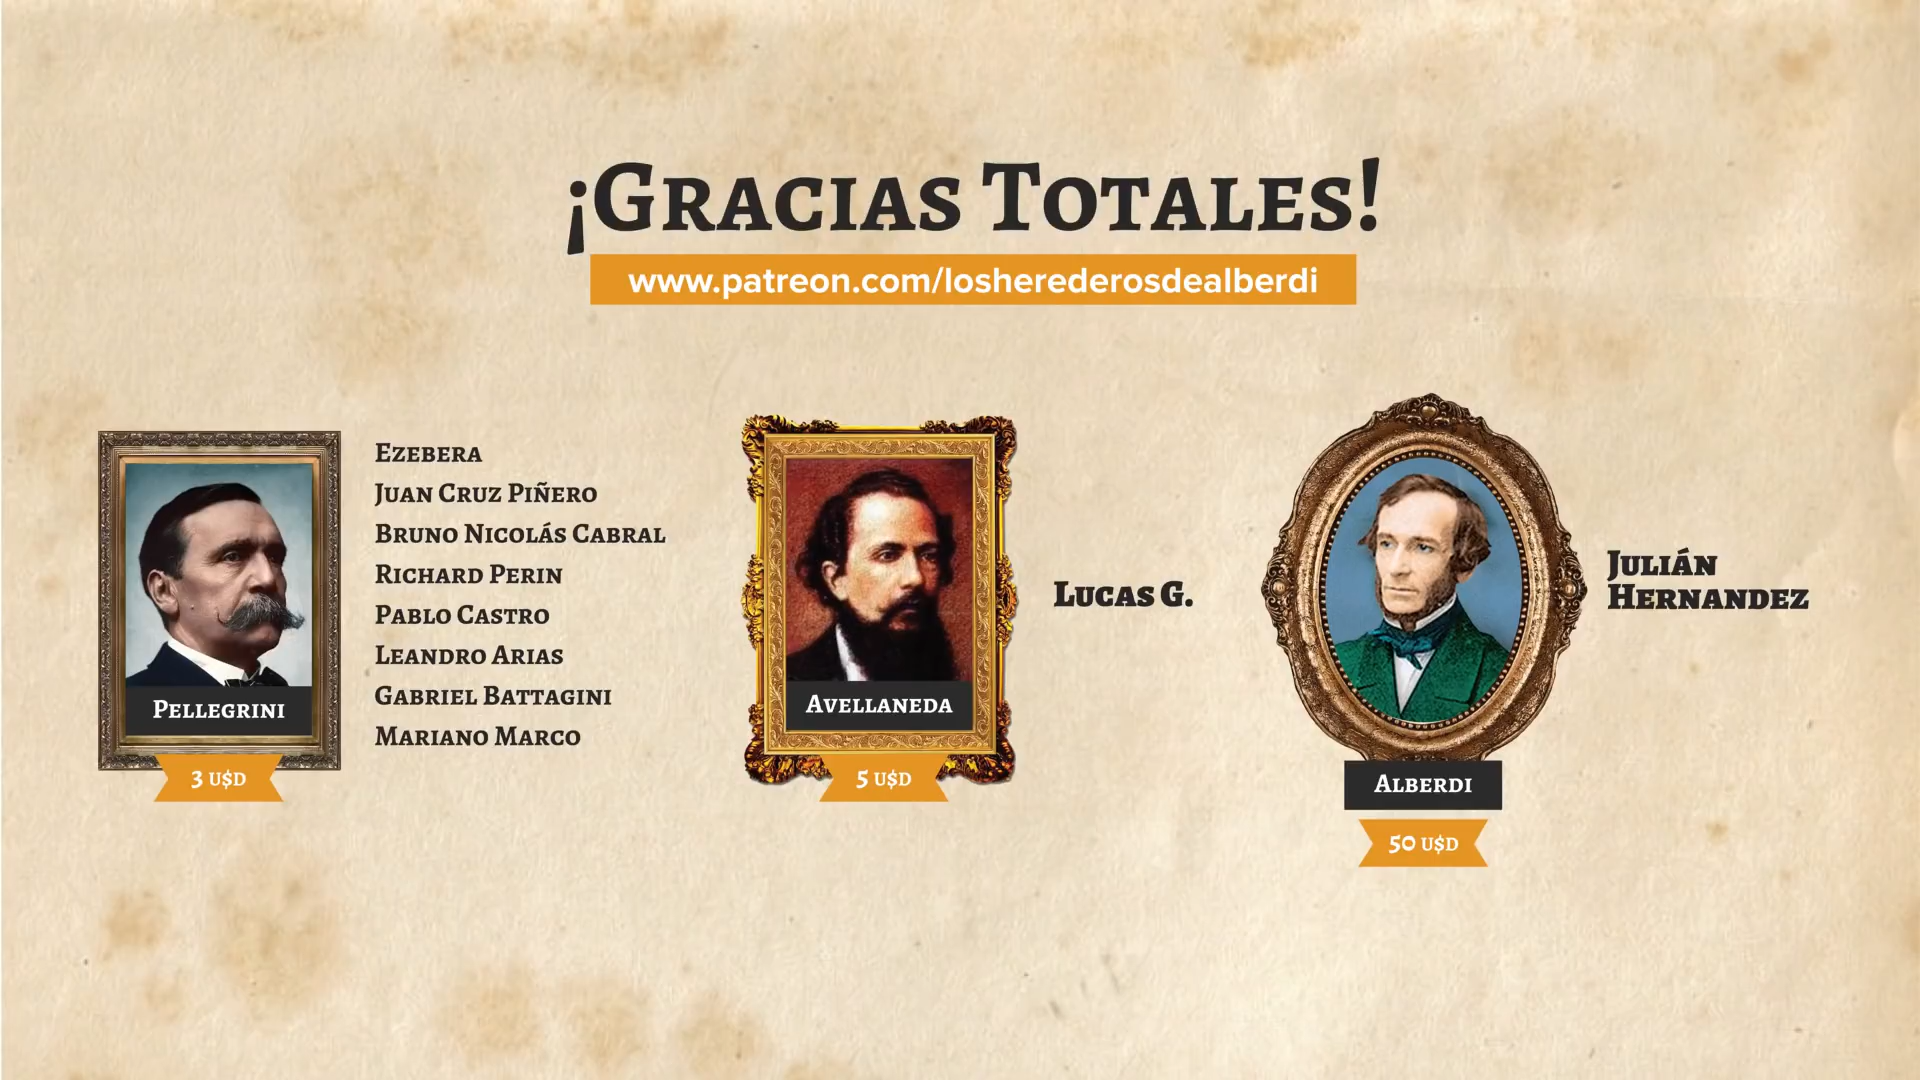 ¡Gracias Totales!
www.patreon.com/losherederosdealberdi
Pellegrini
3 U$D
Ezebera
Juan Cruz Piñero
Bruno Nicolás Cabral
Richard Perin
Pablo Castro
Leandro Arias
Gabriel Battagini
Mariano Marco
Avellaneda
5 U$D
Lucas G.
Alberdi
50 U$D
Julián
Hernandez